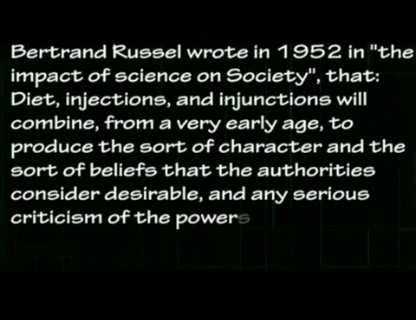 Bertrand Russel wrote in 1952 in "the
impact of science on Society", that:
Diet, injections, and injunctions will
combine, from a very early age, to
produce the sort of character and the
sort of beliefs that the authorities
consider desirable, and any serious
criticism of the powers